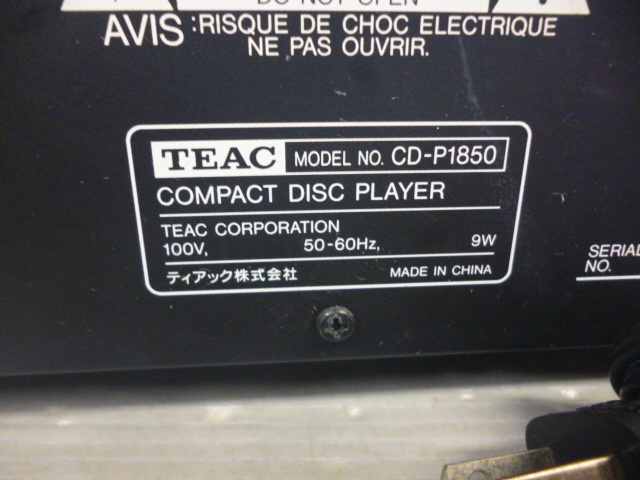 DO NOT OPEN
AVIS :RISQUE DE CHOC ELECTRIQUE
NE PAS OUVRIR.
TEAC MODEL NO. CD-P1850
COMPACT DISC PLAYER
TEAC CORPORATION
100V, 50-60Hz, 9W
ティアック株式会社 MADE IN CHINA
SERIAL
NO.